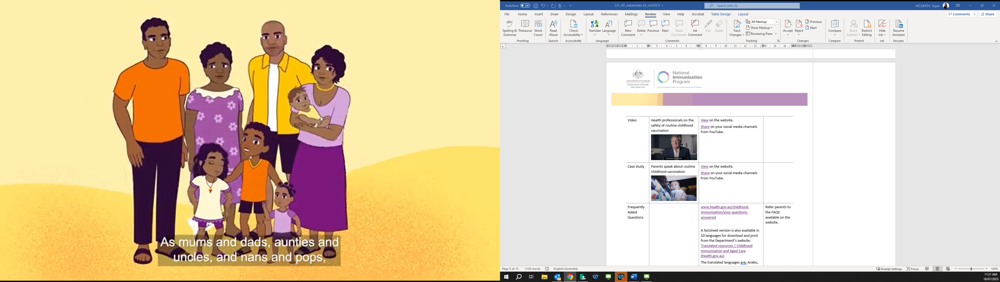 As mums and dads, aunties and
uncles, and nans and pops,
AutoSave Off
CIC_HP_stakeholder kit_v4.DOCX
Search (Alt+Q)
MCGRATH, Tegan
File Home Insert Draw Design Layout References Mailings Review View Help Acrobat Table Design Layout
Comments Share
abc
Spelling &
Grammar
Thesaurus
123
Word
Count
Proofing
Read
Aloud
Speech
Check
Accessibility
Accessibility
Translate
Language
Language
New
Comment
Delete
Previous
Next
Show
Comments
Ink
Comment
Pen
Eraser
Comments
Track
Changes
All Markup
Show Markup
Reviewing Pane
Tracking
Accept
Reject
Previous
Next
Changes
Compare
Compare
Block
Authors
Restrict
Editing
Protect
Hide
Ink
Ink
Resume
Assistant
Resume
Australian Government
Department of Health
and Aged Care
National
Immunisation
Program
A joint Australian, State and Territory Government Initiative
Video
Health professionals on the
safety of routine childhood
vaccination
Vaccination is important
View on the website.
Share on your social media channels
from YouTube.
Case study
Parents speak about routine
childhood vaccination
View on the website.
Share on your social media channels
from YouTube.
Frequently
Asked
Questions
www.health.gov.au/childhood-
immunisation/your-questions-
answered
A factsheet version is also available in
10 languages for download and print
from the Department's website:
Translated resources | Childhood
Immunisation and Aged Care
(health.gov.au)
The translated languages are: Arabic,
Refer parents to
the FAQS
available on the
website.
Page 9 of 15 2105 words English (Australia)
Display Settings Focus 100%
11:21 AM